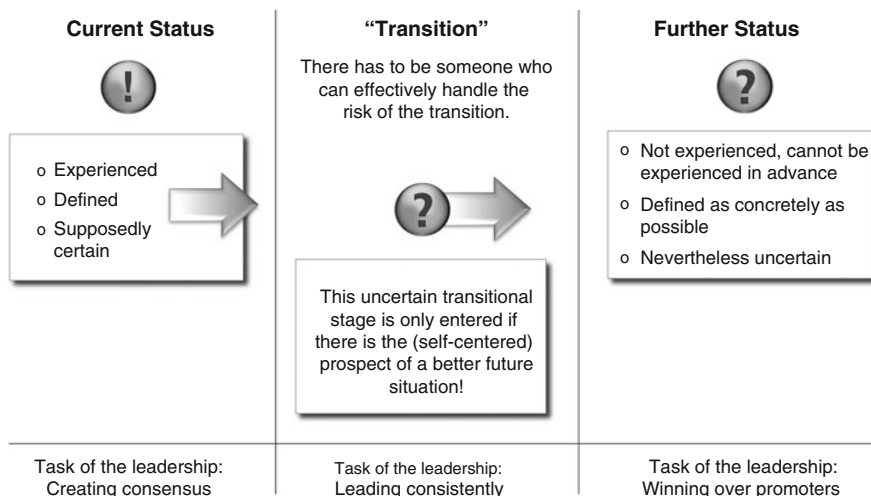 Current Status
!
o Experienced
o Defined
o Supposedly
certain
Task of the leadership:
Creating consensus
“Transition”
There has to be someone who
can effectively handle the
risk of the transition.
?
This uncertain transitional
stage is only entered if
there is the (self-centered)
prospect of a better future
situation!
Task of the leadership:
Leading consistently
Further Status
?
o Not experienced, cannot be
experienced in advance
o Defined as concretely as
possible
o Nevertheless uncertain
Task of the leadership:
Winning over promoters